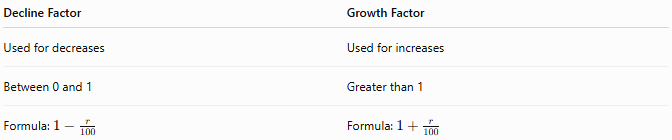 Decline Factor Growth Factor
Used for decreases Used for increases
Between 0 and 1 Greater than 1
Formula: 1 − r/100 Formula: 1 + r/100